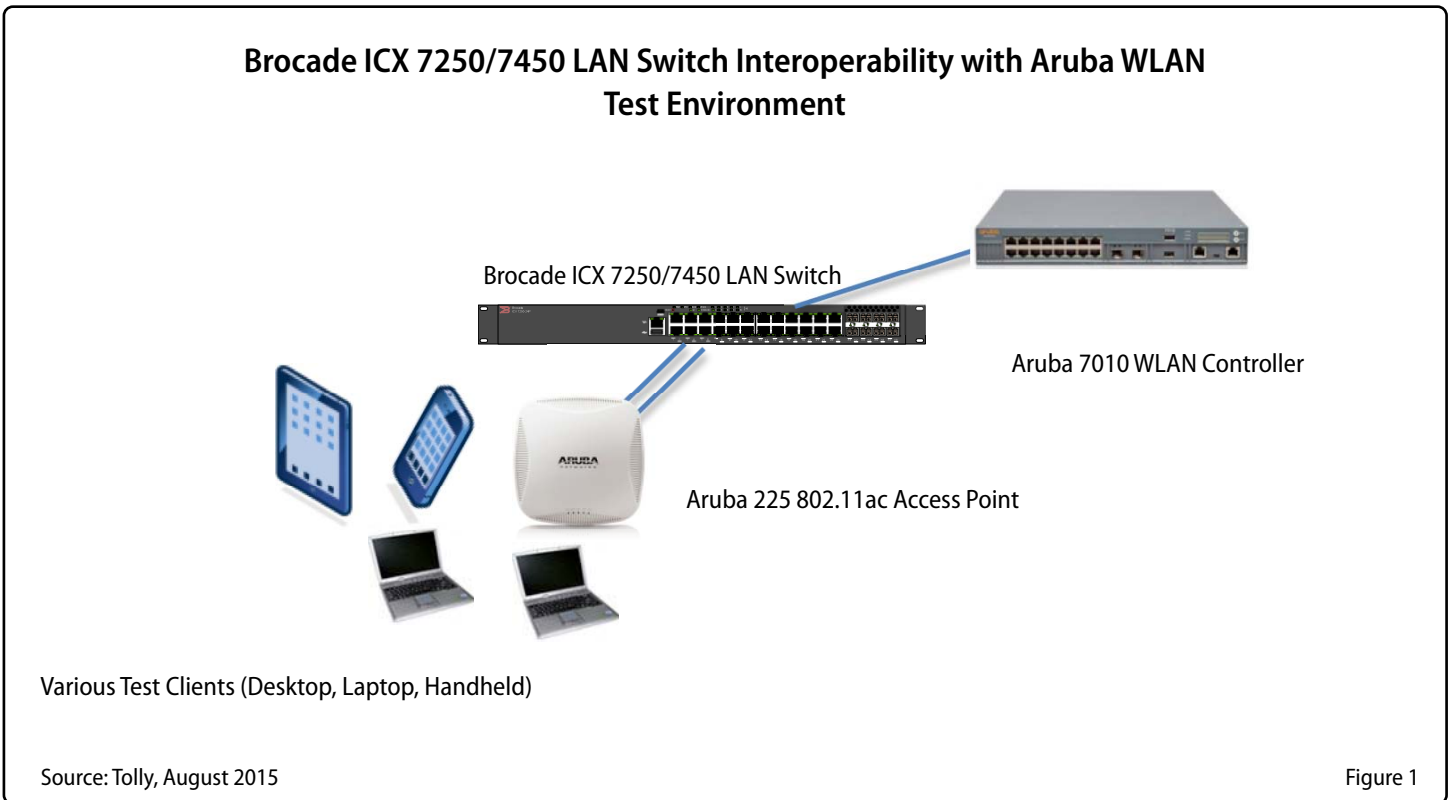 Brocade ICX 7250/7450 LAN Switch Interoperability with Aruba WLAN
Test Environment
Brocade ICX 7250/7450 LAN Switch
Aruba 7010 WLAN Controller
ARUBA
NETWORKS
Aruba 225 802.11ac Access Point
Various Test Clients (Desktop, Laptop, Handheld)
Source: Tolly, August 2015
Figure 1